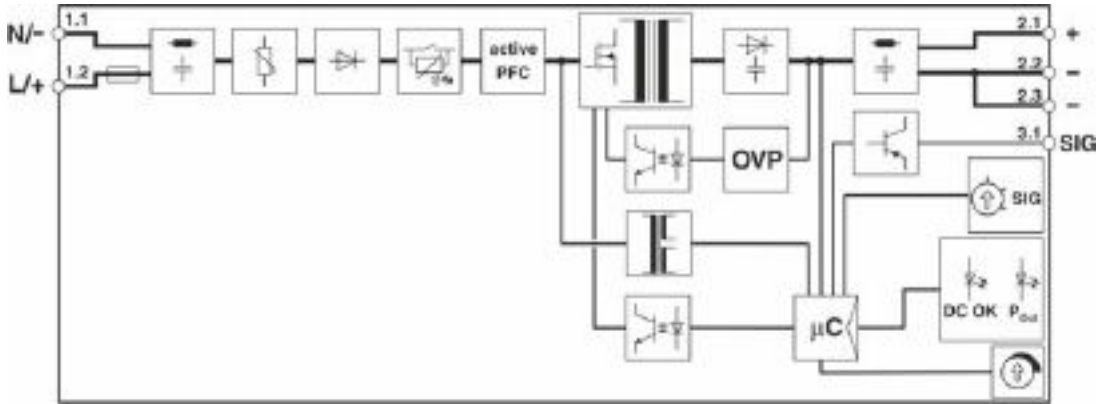 N/-
1.1
1.2
L/+
active
PFC
2.1
+
2.2
–
2.3
–
3.1
SIG
OVP
SIG
DC OK
P Out
µC